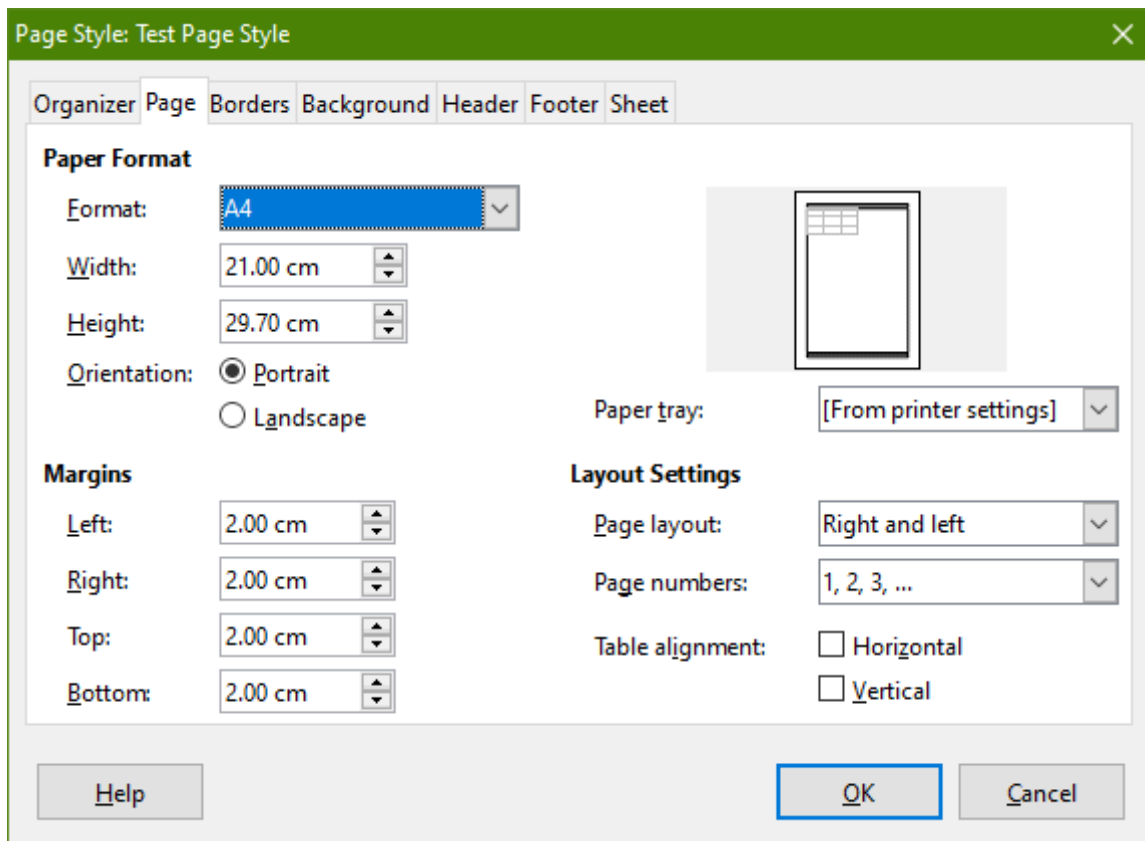 Page Style: Test Page Style
Organizer Page Borders Background Header Footer Sheet
Paper Format
Format: A4
Width: 21.00 cm
Height: 29.70 cm
Orientation: Portrait
Landscape
Paper tray: [From printer settings]
Margins
Left: 2.00 cm
Right: 2.00 cm
Top: 2.00 cm
Bottom: 2.00 cm
Layout Settings
Page layout: Right and left
Page numbers: 1, 2, 3, ...
Table alignment: Horizontal
Vertical
Help OK Cancel